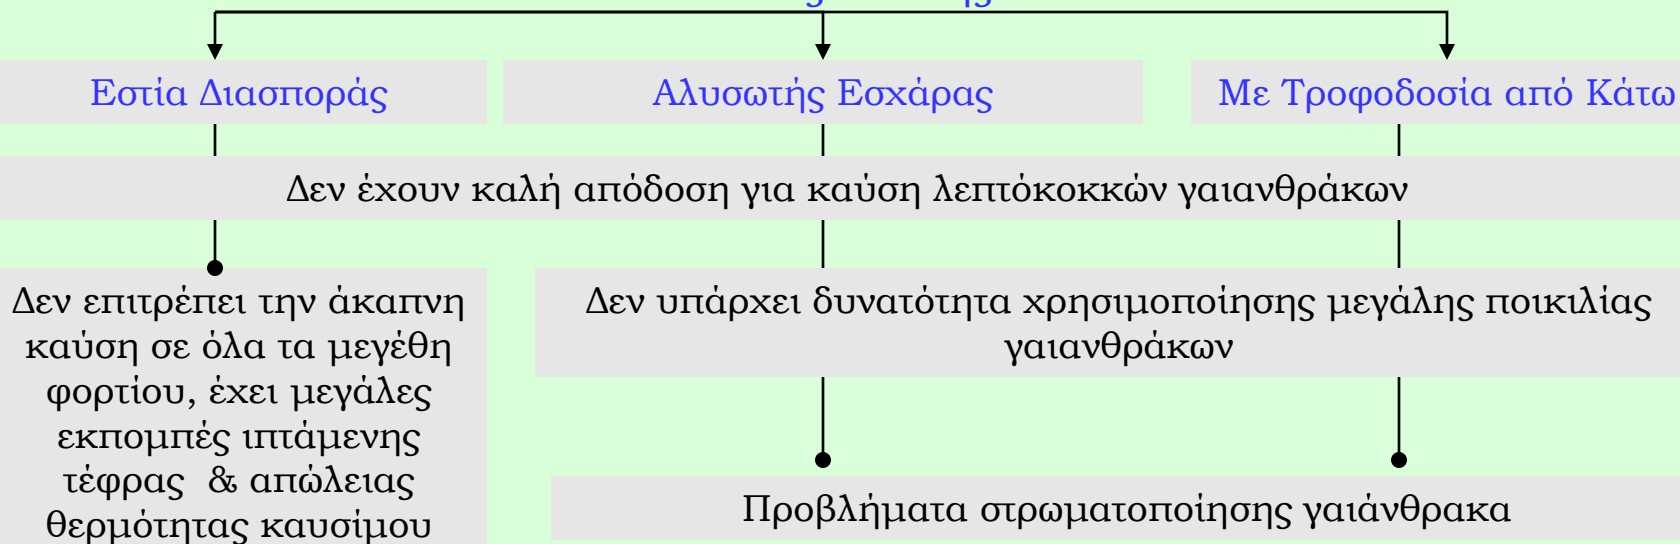 Εστία Διασποράς
Αλυσωτής Εσχάρας
Με Τροφοδοσία από Κάτω
Δεν έχουν καλή απόδοση για καύση λεπτόκοκκών γαιανθράκων
Δεν επιτρέπει την άκαπνη
καύση σε όλα τα μεγέθη
φορτίου, έχει μεγάλες
εκπομπές ιπτάμενης
τέφρας & απώλειας
θερμότητας καυσίμου
Δεν υπάρχει δυνατότητα χρησιμοποίησης μεγάλης ποικιλίας
γαιανθράκων
Προβλήματα στρωματοποίησης γαιάνθρακα